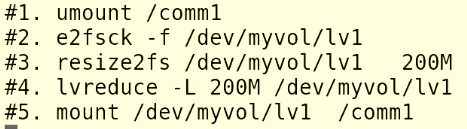 #1. umount /comm1
#2. e2fsck -f /dev/myvol/lv1
#3. resize2fs /dev/myvol/lv1   200M
#4. lvreduce -L 200M /dev/myvol/lv1
#5. mount /dev/myvol/lv1  /comm1